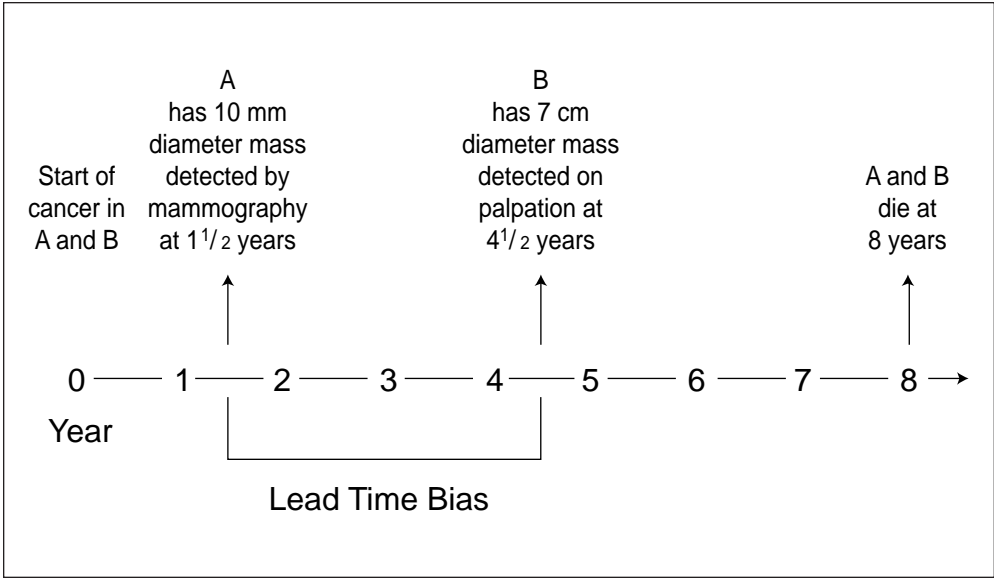 Start of
cancer in
A and B
A
has 10 mm
diameter mass
detected by
mammography
at 1 1/2 years
B
has 7 cm
diameter mass
detected on
palpation at
4 1/2 years
A and B
die at
8 years
0 1 2 3 4 5 6 7 8
Year
Lead Time Bias